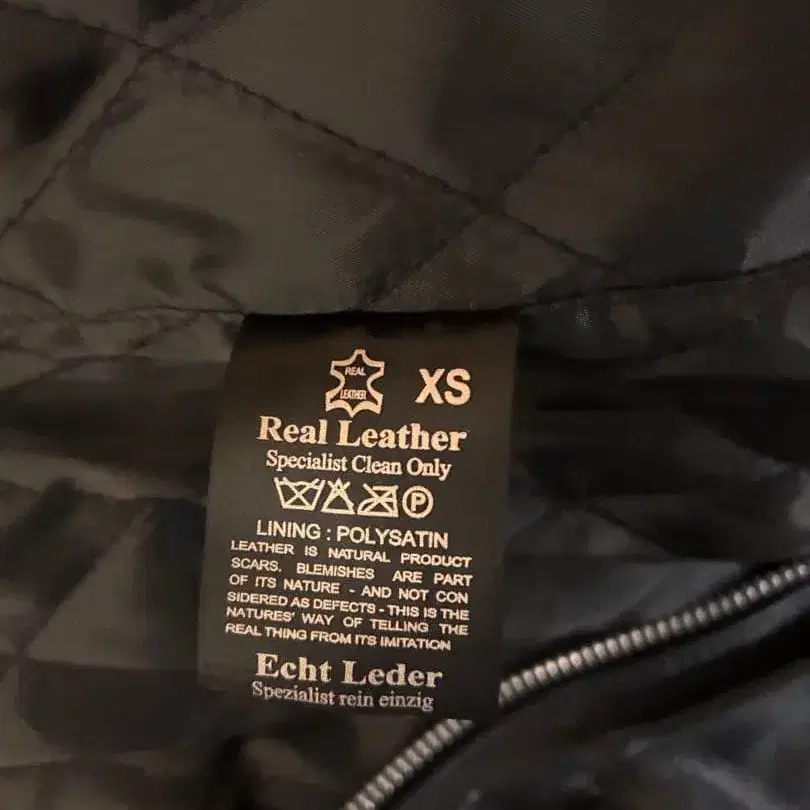 REAL
LEATHER
XS
Real Leather
Specialist Clean Only
P
LINING : POLYSATIN
LEATHER IS NATURAL PRODUCT
SCARS. BLEMISHES ARE PART
OF ITS NATURE - AND NOT CON
SIDERED AS DEFECTS - THIS IS THE
NATURES' WAY OF TELLING THE
REAL THING FROM ITS IMITATION
Echt Leder
Spezialist rein einzig